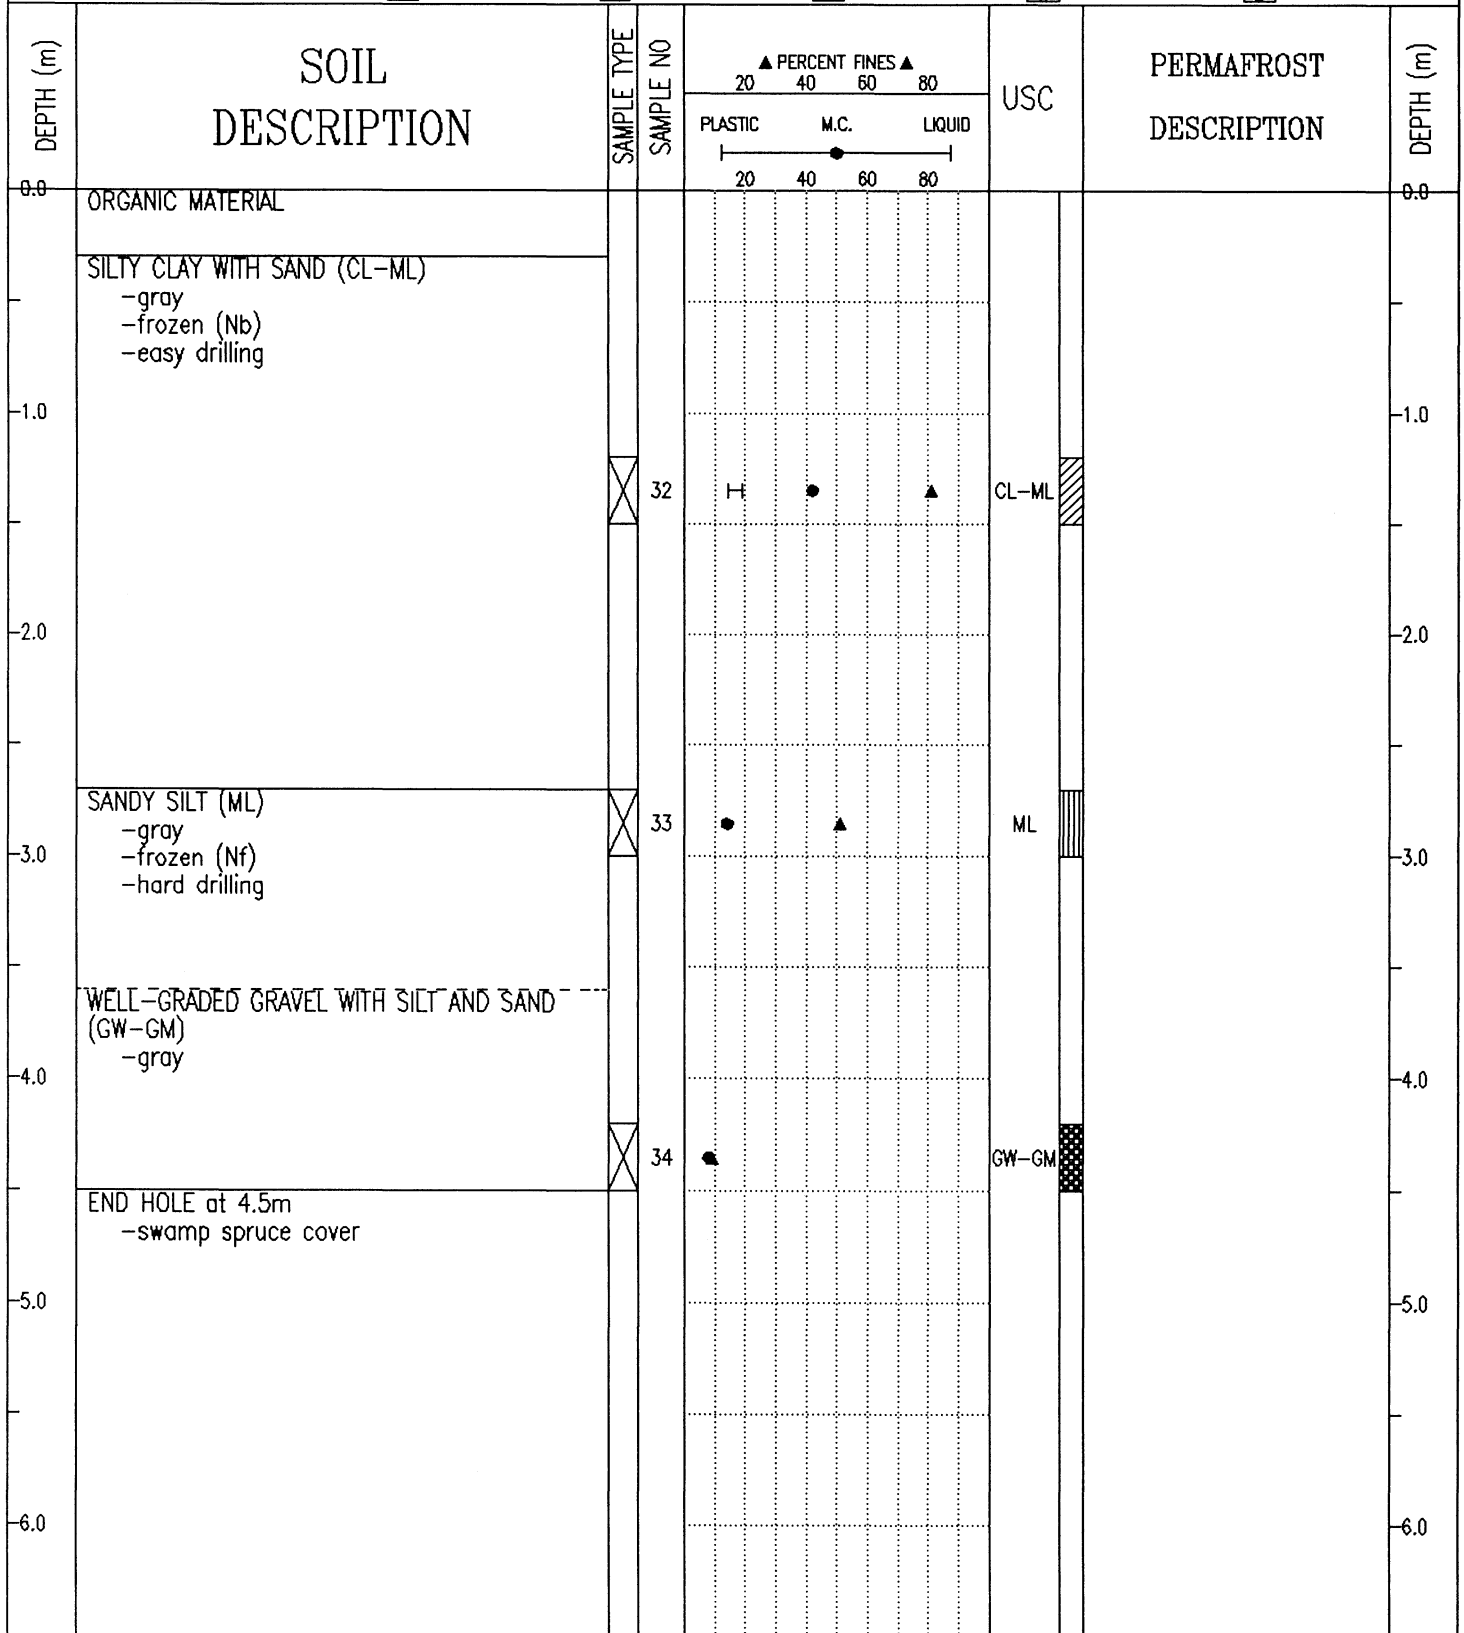 DEPTH (m)
SOIL
DESCRIPTION
SAMPLE TYPE
SAMPLE NO
▲ PERCENT FINES ▲
20 40 60 80
PLASTIC M.C. LIQUID
20 40 60 80
USC
PERMAFROST
DESCRIPTION
DEPTH (m)
0.0
0.0
ORGANIC MATERIAL
SILTY CLAY WITH SAND (CL-ML)
-gray
-frozen (Nb)
-easy drilling
1.0
1.0
32
CL-ML
2.0
2.0
SANDY SILT (ML)
-gray
-frozen (Nf)
-hard drilling
33
ML
3.0
3.0
WELL-GRADED GRAVEL WITH SILT AND SAND
(GW-GM)
-gray
4.0
4.0
34
GW-GM
END HOLE at 4.5m
-swamp spruce cover
5.0
5.0
6.0
6.0